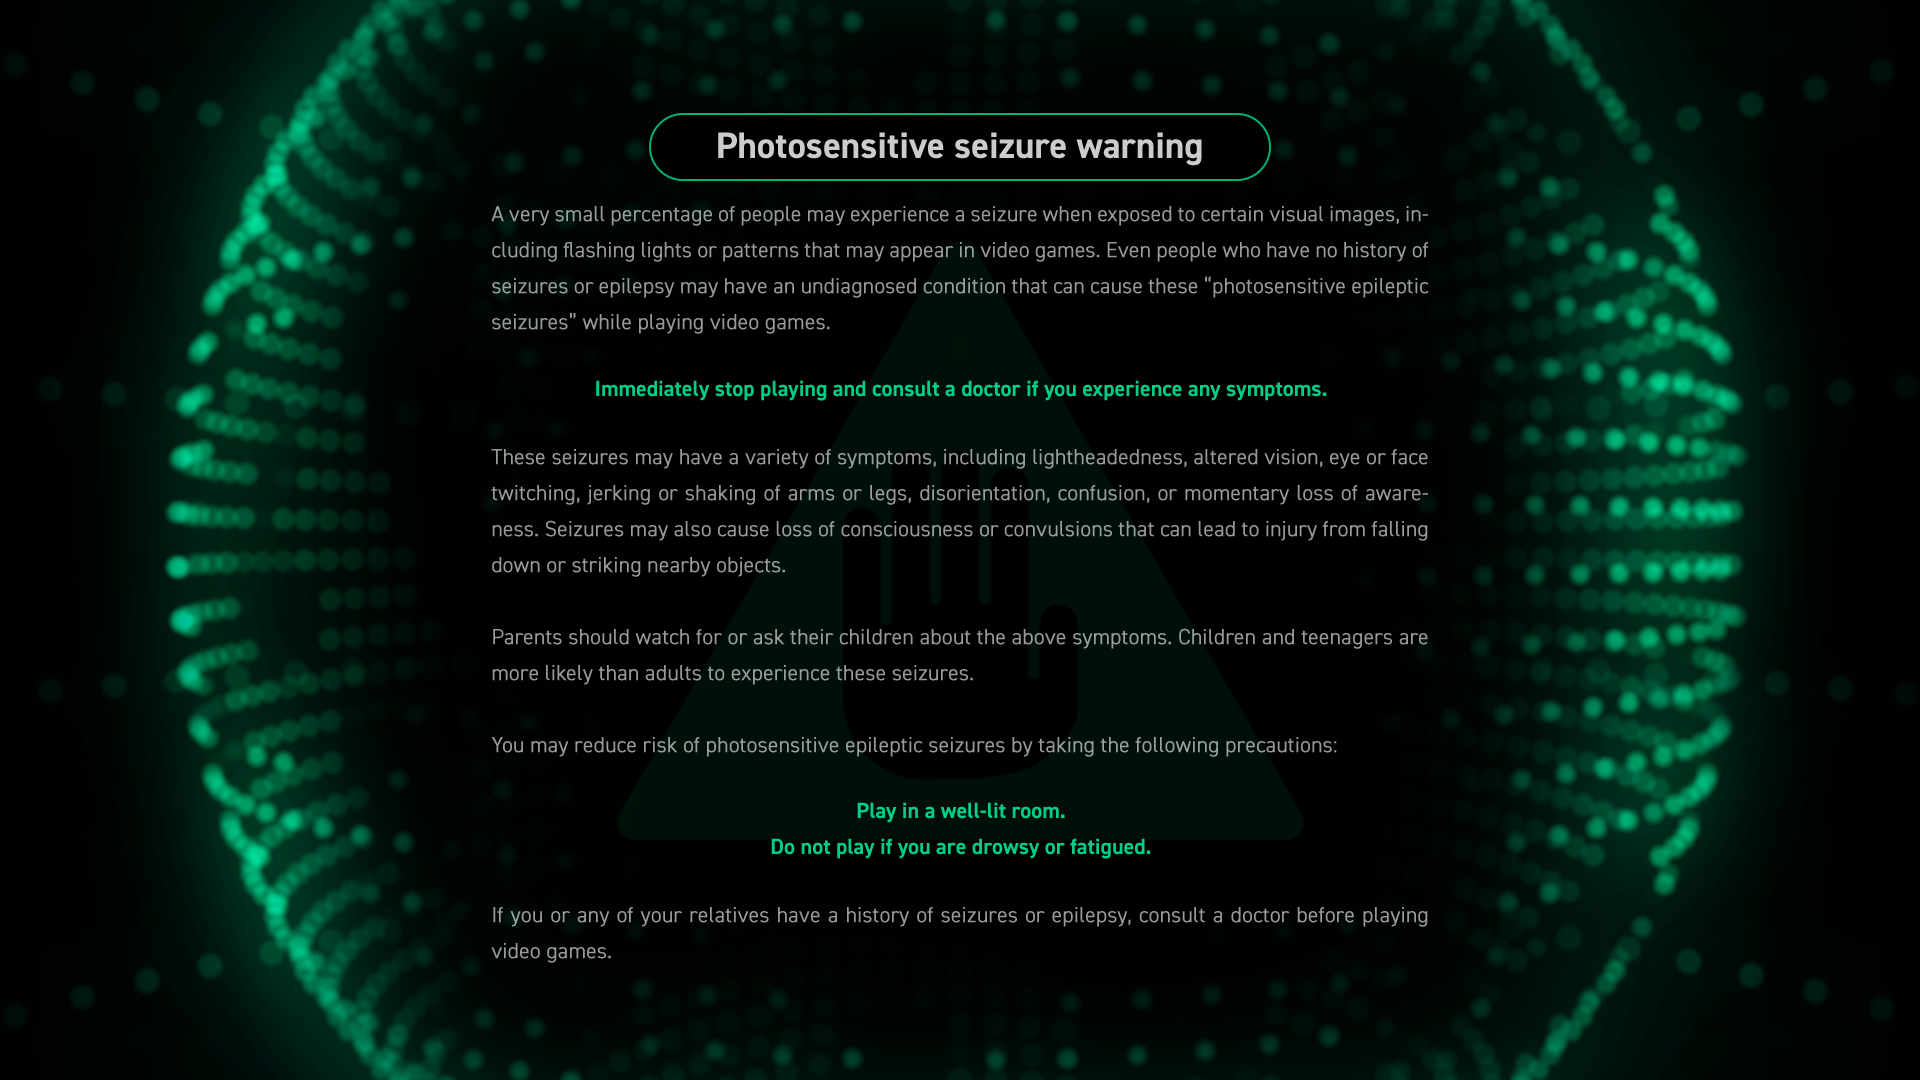 Photosensitive seizure warning
A very small percentage of people may experience a seizure when exposed to certain visual images, in-
cluding flashing lights or patterns that may appear in video games. Even people who have no history of
seizures or epilepsy may have an undiagnosed condition that can cause these “photosensitive epileptic
seizures” while playing video games.
Immediately stop playing and consult a doctor if you experience any symptoms.
These seizures may have a variety of symptoms, including lightheadedness, altered vision, eye or face
twitching, jerking or shaking of arms or legs, disorientation, confusion, or momentary loss of aware-
ness. Seizures may also cause loss of consciousness or convulsions that can lead to injury from falling
down or striking nearby objects.
Parents should watch for or ask their children about the above symptoms. Children and teenagers are
more likely than adults to experience these seizures.
You may reduce risk of photosensitive epileptic seizures by taking the following precautions:
Play in a well-lit room.
Do not play if you are drowsy or fatigued.
If you or any of your relatives have a history of seizures or epilepsy, consult a doctor before playing
video games.